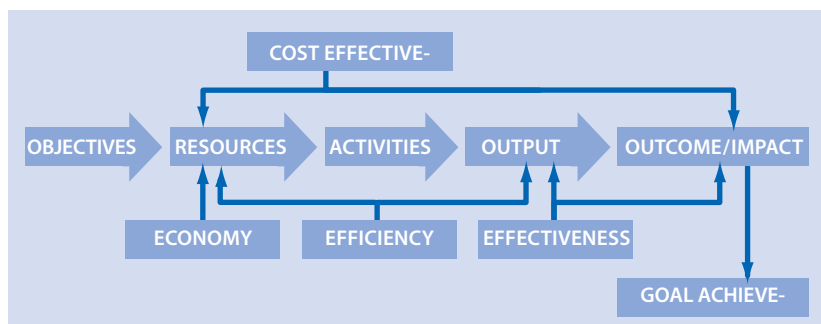 COST EFFECTIVE-
OBJECTIVES
RESOURCES
ACTIVITIES
OUTPUT
OUTCOME/IMPACT
ECONOMY
EFFICIENCY
EFFECTIVENESS
GOAL ACHIEVE-